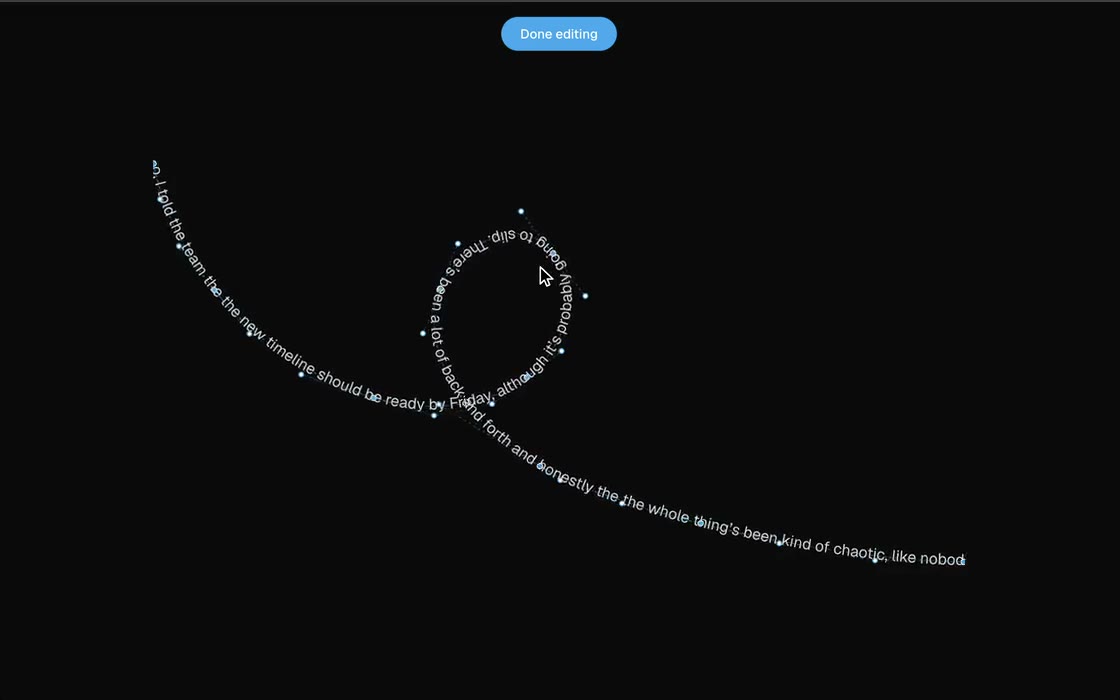 Done editing
o, I told the team the the new timeline should be ready by Friday, although it's probably going to slip. There's been a lot of back and forth and honestly the the whole thing's been kind of chaotic, like nobod